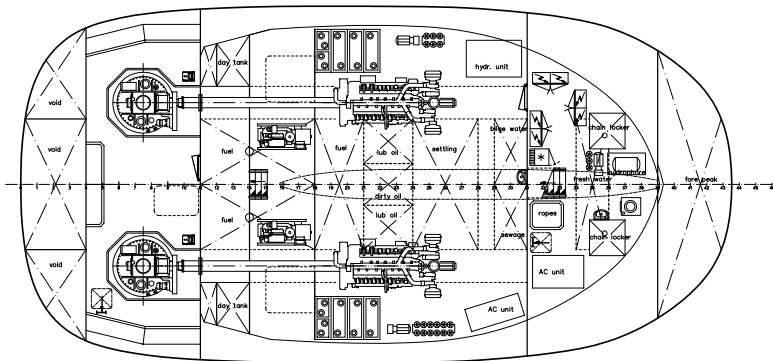 day tank
hydr. unit
void
bilge water
chain locker
void
fuel
fuel
lub oil
settling
hydrophore
fresh water
fore peak
dirty oil
fuel
lub oil
ropes
sewage
chain locker
void
AC unit
day tank
AC unit